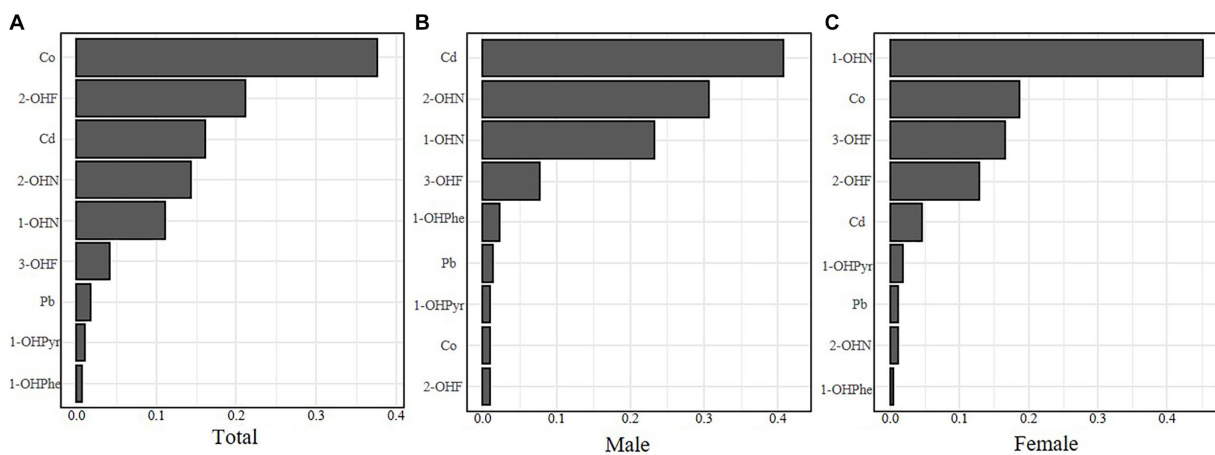 A
Co
2-OHF
Cd
2-OHN
1-OHN
3-OHF
Pb
1-OHPyr
1-OHPhe
0.0 0.1 0.2 0.3 0.4
Total
B
Cd
2-OHN
1-OHN
3-OHF
1-OHPhe
Pb
1-OHPyr
Co
2-OHF
0.0 0.1 0.2 0.3 0.4
Male
C
1-OHN
Co
3-OHF
2-OHF
Cd
1-OHPyr
Pb
2-OHN
1-OHPhe
0.0 0.1 0.2 0.3 0.4
Female